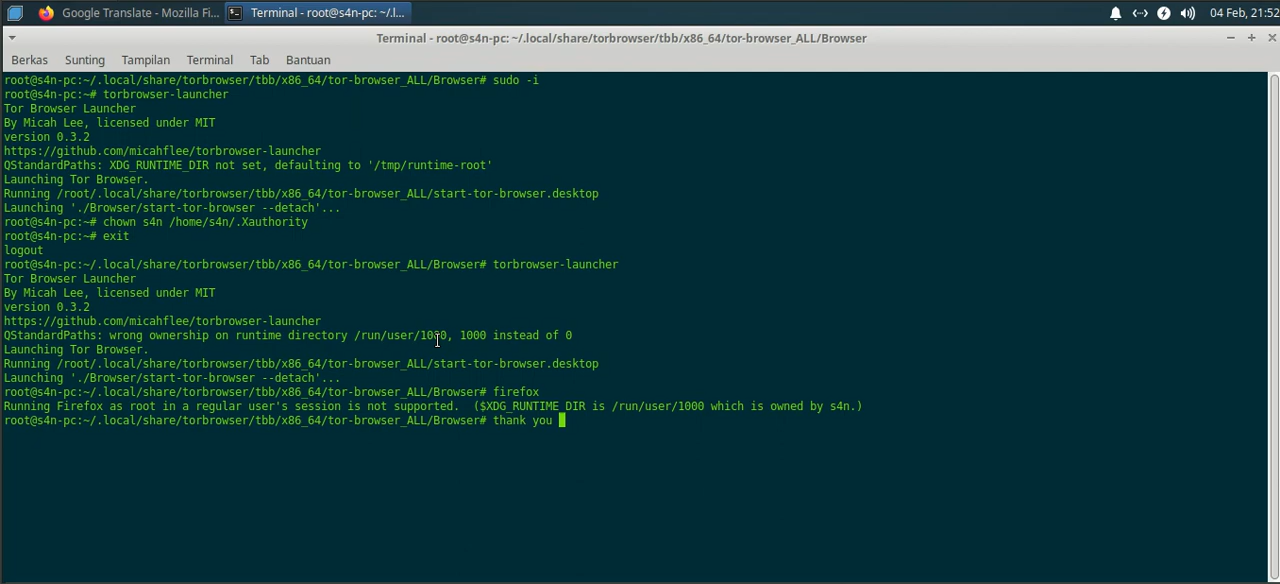 Google Translate - Mozilla Fi...
Terminal - root@s4n-pc: ~/.l...
04 Feb, 21:52
Terminal - root@s4n-pc: ~/.local/share/torbrowser/tbb/x86_64/tor-browser_ALL/Browser
Berkas Sunting Tampilan Terminal Tab Bantuan
root@s4n-pc:~/.local/share/torbrowser/tbb/x86_64/tor-browser_ALL/Browser# sudo -i
root@s4n-pc:~# torbrowser-launcher
Tor Browser Launcher
By Micah Lee, licensed under MIT
version 0.3.2
https://github.com/micahflee/torbrowser-launcher
QStandardPaths: XDG_RUNTIME_DIR not set, defaulting to '/tmp/runtime-root'
Launching Tor Browser.
Running /root/.local/share/torbrowser/tbb/x86_64/tor-browser_ALL/start-tor-browser.desktop
Launching './Browser/start-tor-browser --detach'...
root@s4n-pc:~# chown s4n /home/s4n/.Xauthority
root@s4n-pc:~# exit
logout
root@s4n-pc:~/.local/share/torbrowser/tbb/x86_64/tor-browser_ALL/Browser# torbrowser-launcher
Tor Browser Launcher
By Micah Lee, licensed under MIT
version 0.3.2
https://github.com/micahflee/torbrowser-launcher
QStandardPaths: wrong ownership on runtime directory /run/user/1000, 1000 instead of 0
Launching Tor Browser.
Running /root/.local/share/torbrowser/tbb/x86_64/tor-browser_ALL/start-tor-browser.desktop
Launching './Browser/start-tor-browser --detach'...
root@s4n-pc:~/.local/share/torbrowser/tbb/x86_64/tor-browser_ALL/Browser# firefox
Running Firefox as root in a regular user's session is not supported.  ($XDG_RUNTIME_DIR is /run/user/1000 which is owned by s4n.)
root@s4n-pc:~/.local/share/torbrowser/tbb/x86_64/tor-browser_ALL/Browser# thank you